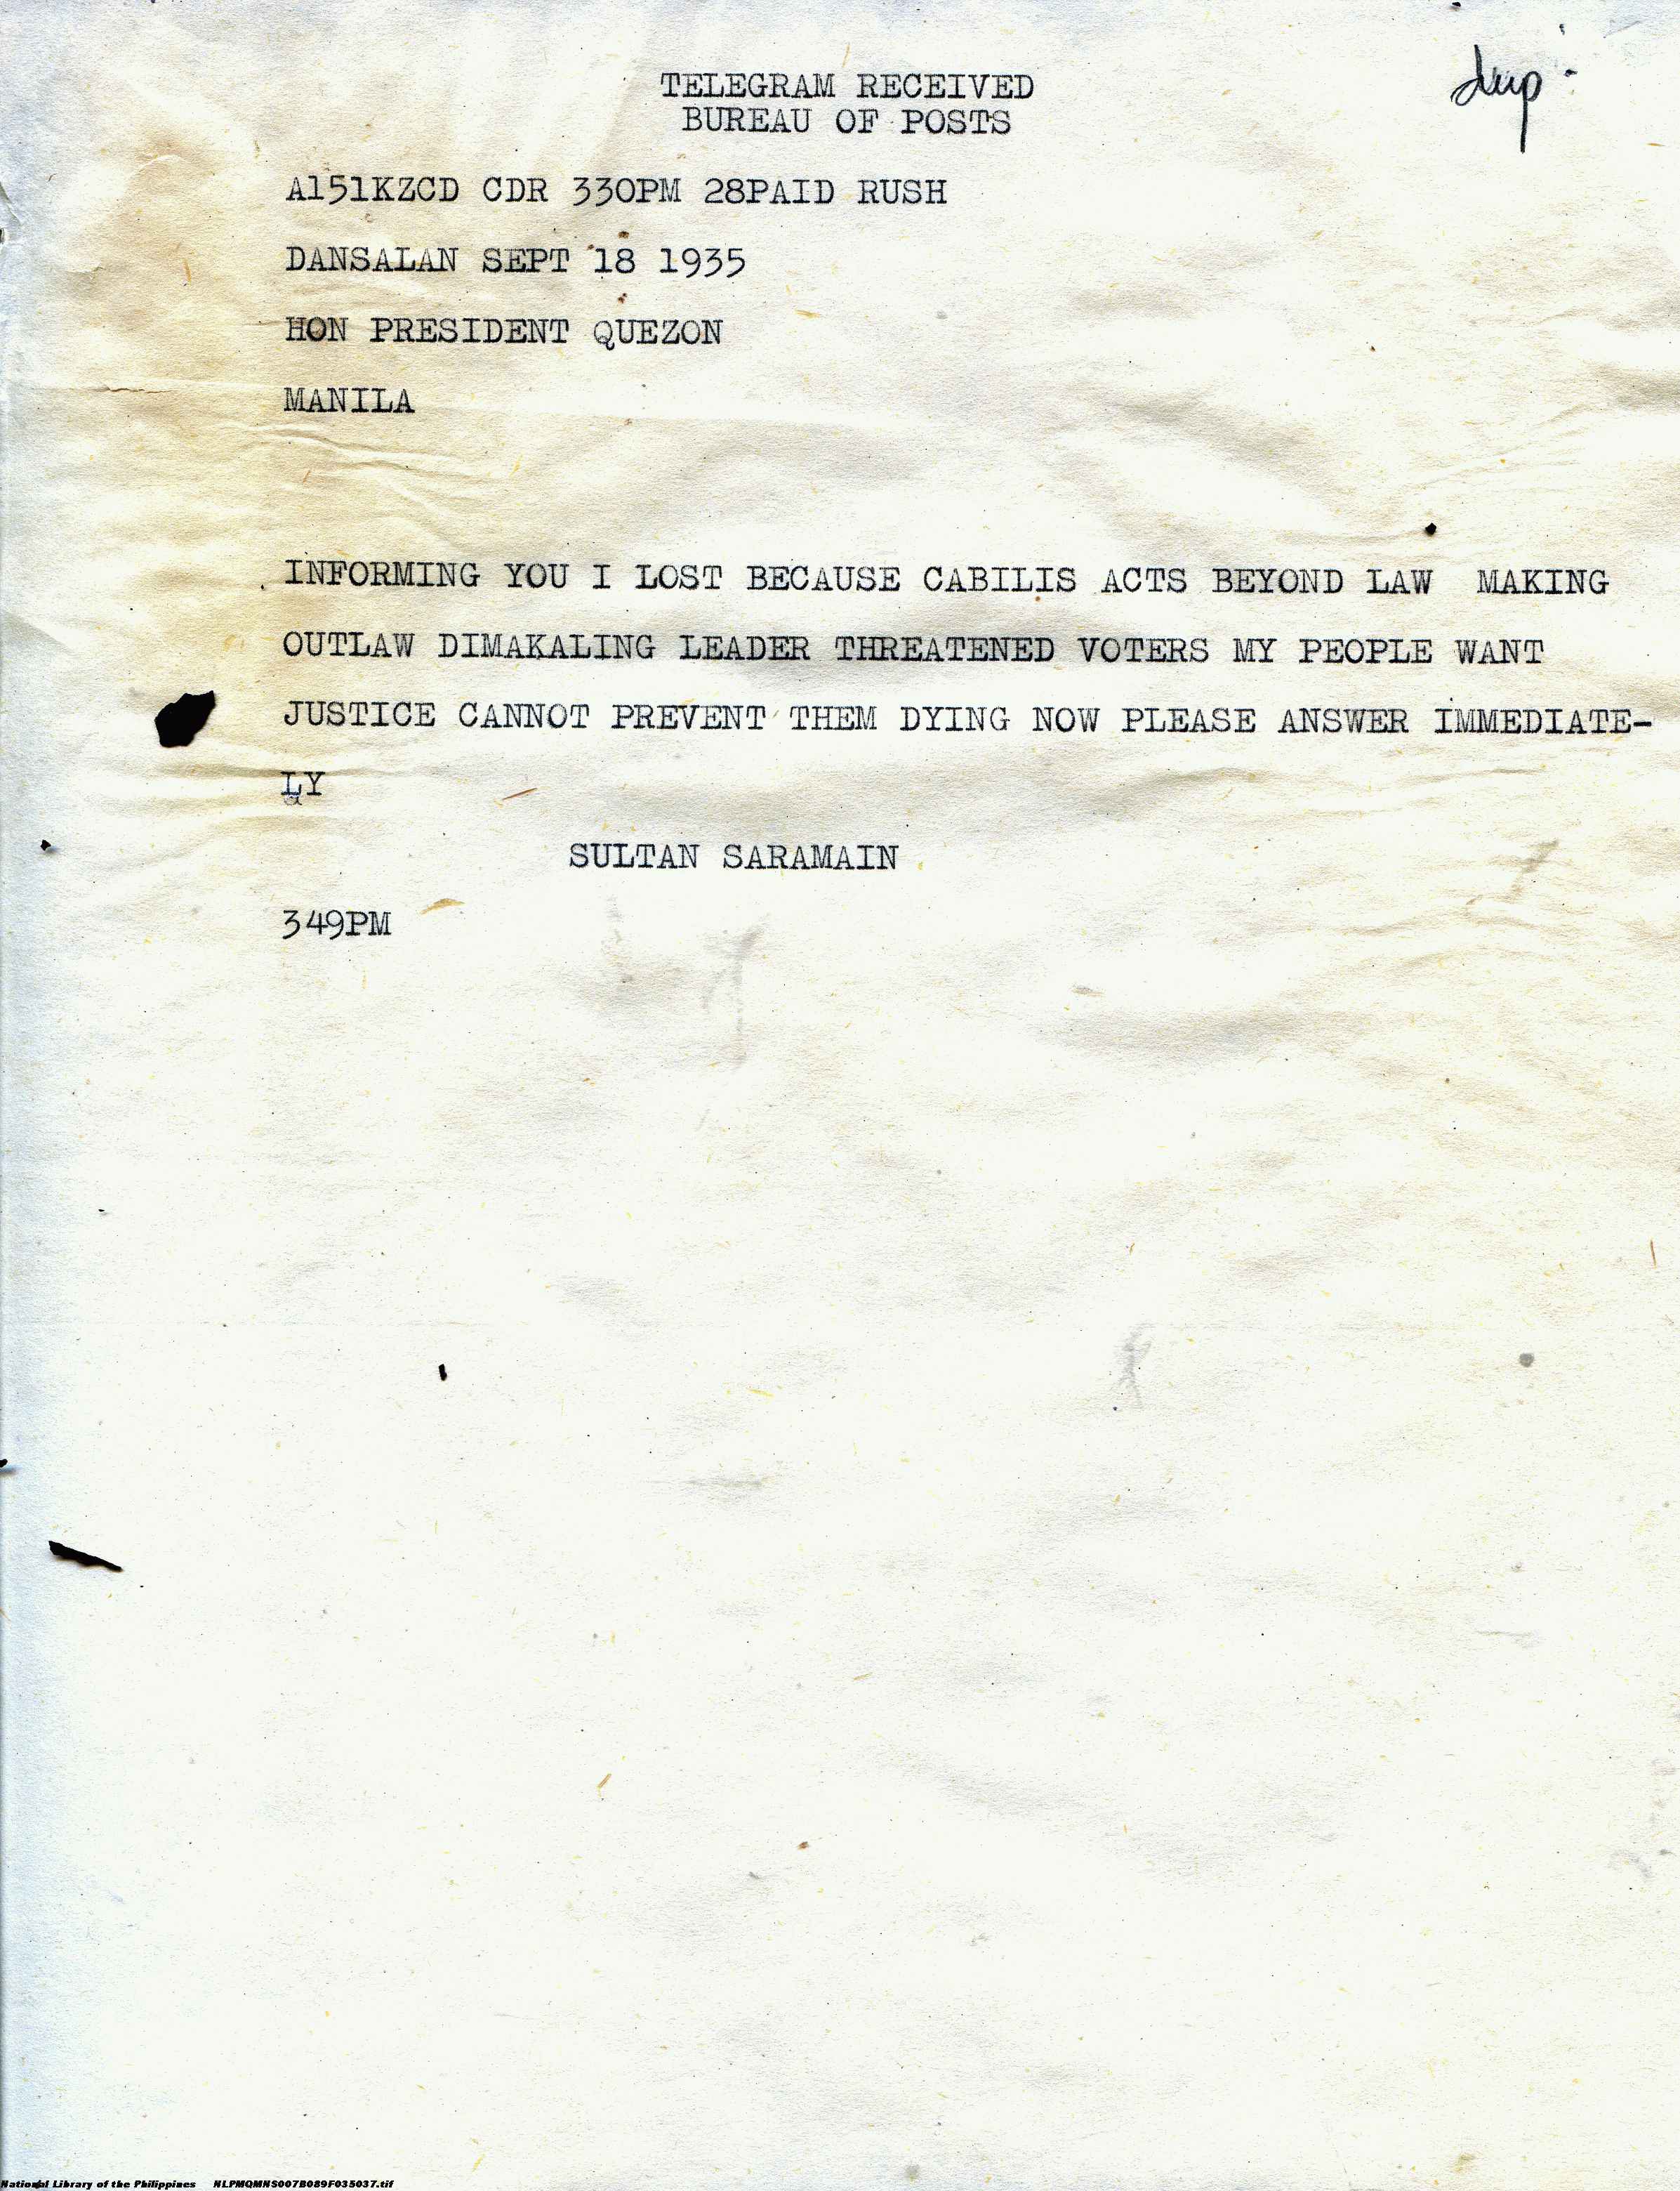 dup
TELEGRAM RECEIVED
BUREAU OF POSTS
A151KZCD CDR 330PM 28PAID RUSH
DANSALAN SEPT 18 1935
HON PRESIDENT QUEZON
MANILA
INFORMING YOU I LOST BECAUSE CABILIS ACTS BEYOND LAW MAKING
OUTLAW DIMAKALING LEADER THREATENED VOTERS MY PEOPLE WANT
JUSTICE CANNOT PREVENT THEM DYING NOW PLEASE ANSWER IMMEDIATE-
LY
SULTAN SARAMAIN
349PM
National Library of the Philippines NLPMQMNS007B089F035037.tif